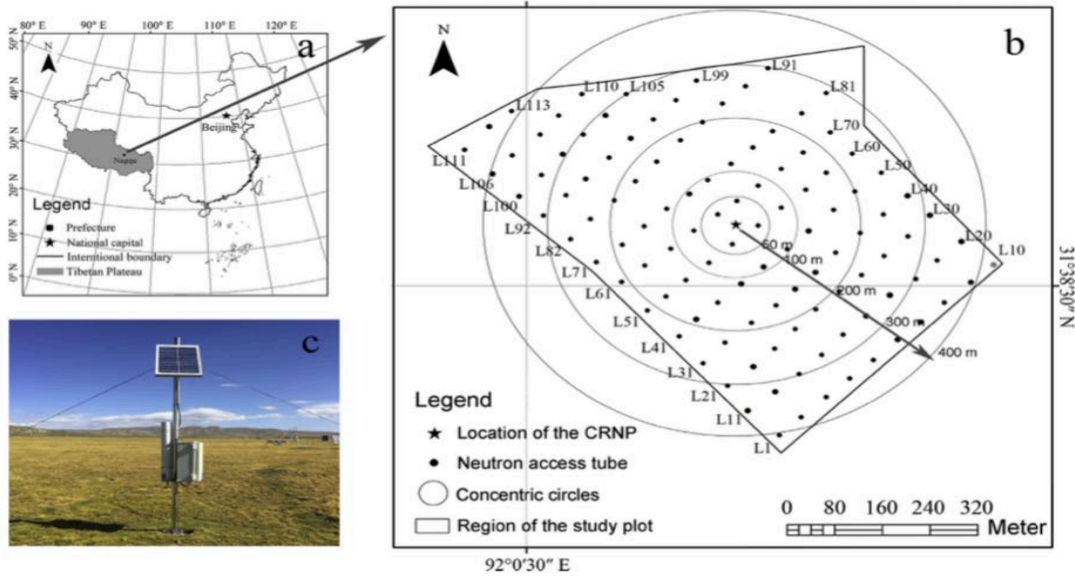 80° E 90° E 100° E 110° E 120° E
50° N
40° N
30° N
20° N
10° N
0° N
N
a
Beijing
Legend
Prefecture
National capital
Interntional boundary
Tibetan Plateau
c
b
N
L91
L99
L110
L105
L81
L113
L70
L60
L111
L50
L106
L40
L100
L30
L92
L20
L82
L10
L71
L61
L51
L41
L31
L21
L11
L1
50 m
100 m
200 m
300 m
400 m
31°38'30" N
Legend
Location of the CRNP
Neutron access tube
Concentric circles
Region of the study plot
0 80 160 240 320
Meter
92°0'30" E